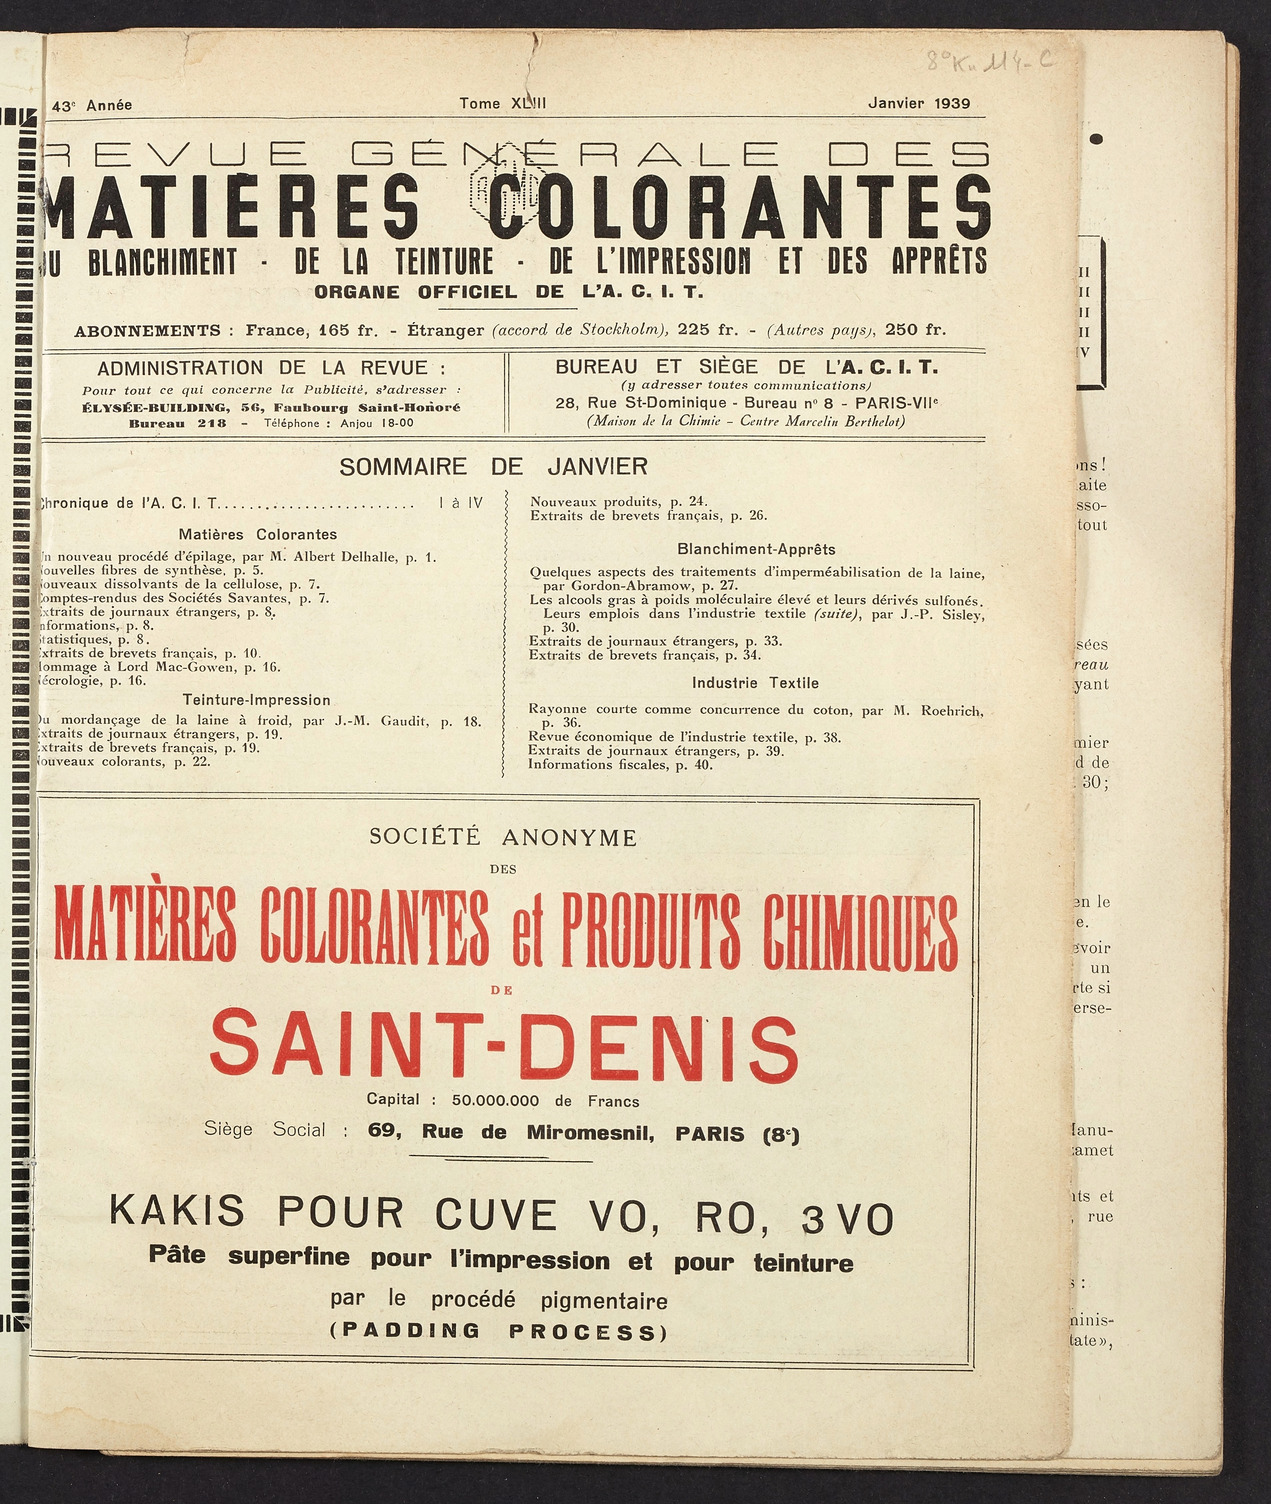 8° Ku 114-C
43e Année Tome XLIII Janvier 1939
REVUE GÉNÉRALE DES
MATIÈRES COLORANTES
DU BLANCHIMENT - DE LA TEINTURE - DE L'IMPRESSION ET DES APPRÊTS
ORGANE OFFICIEL DE L'A. C. I. T.
ABONNEMENTS : France, 165 fr. - Étranger (accord de Stockholm), 225 fr. - (Autres pays), 250 fr.
ADMINISTRATION DE LA REVUE :
Pour tout ce qui concerne la Publicité, s'adresser :
ÉLYSÉE-BUILDING, 56, Faubourg Saint-Honoré
Bureau 218 - Téléphone : Anjou 18-00
BUREAU ET SIÈGE DE L'A. C. I. T.
(y adresser toutes communications)
28, Rue St-Dominique - Bureau no 8 - PARIS-VIIe
(Maison de la Chimie - Centre Marcelin Berthelot)
SOMMAIRE DE JANVIER
Chronique de l'A. C. I. T......................... I à IV
Matières Colorantes
Un nouveau procédé d'épilage, par M. Albert Delhalle, p. 1.
Nouvelles fibres de synthèse, p. 5.
Nouveaux dissolvants de la cellulose, p. 7.
Comptes-rendus des Sociétés Savantes, p. 7.
Extraits de journaux étrangers, p. 8.
Informations, p. 8.
Statistiques, p. 8.
Extraits de brevets français, p. 10.
Hommage à Lord Mac-Gowen, p. 16.
Nécrologie, p. 16.
Teinture-Impression
Du mordançage de la laine à froid, par J.-M. Gaudit, p. 18.
Extraits de journaux étrangers, p. 19.
Extraits de brevets français, p. 19.
Nouveaux colorants, p. 22.
Nouveaux produits, p. 24.
Extraits de brevets français, p. 26.
Blanchiment-Apprêts
Quelques aspects des traitements d'imperméabilisation de la laine,
par Gordon-Abramow, p. 27.
Les alcools gras à poids moléculaire élevé et leurs dérivés sulfonés.
Leurs emplois dans l'industrie textile (suite), par J.-P. Sisley,
p. 30.
Extraits de journaux étrangers, p. 33.
Extraits de brevets français, p. 34.
Industrie Textile
Rayonne courte comme concurrence du coton, par M. Roehrich,
p. 36.
Revue économique de l'industrie textile, p. 38.
Extraits de journaux étrangers, p. 39.
Informations fiscales, p. 40.
SOCIÉTÉ ANONYME
DES
MATIÈRES COLORANTES et PRODUITS CHIMIQUES
DE
SAINT-DENIS
Capital : 50.000.000 de Francs
Siège Social : 69, Rue de Miromesnil, PARIS (8e)
KAKIS POUR CUVE VO, RO, 3VO
Pâte superfine pour l'impression et pour teinture
par le procédé pigmentaire
(PADDING PROCESS)
tout
un
30;
rue